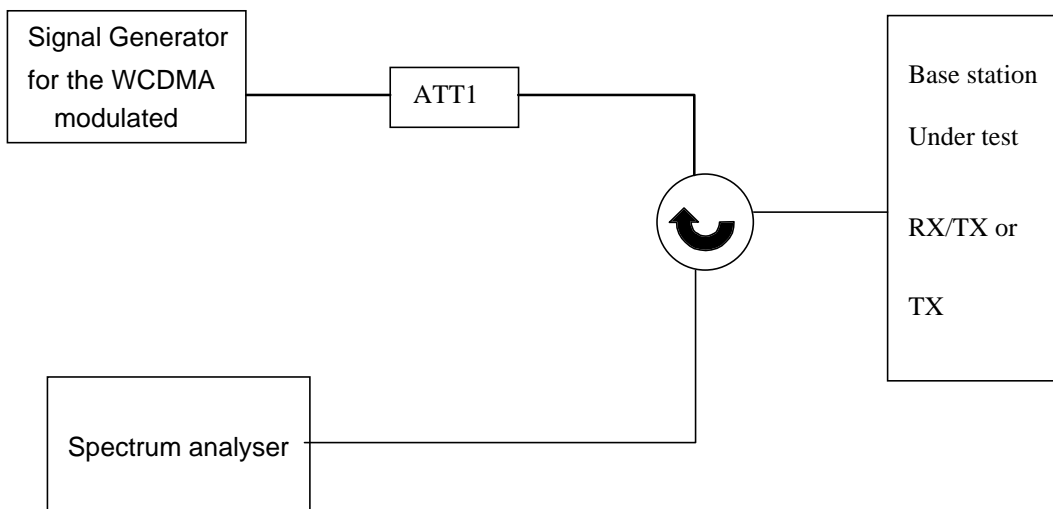 Signal Generator
for the WCDMA
modulated
ATT1
Base station
Under test
RX/TX or
TX
Spectrum analyser